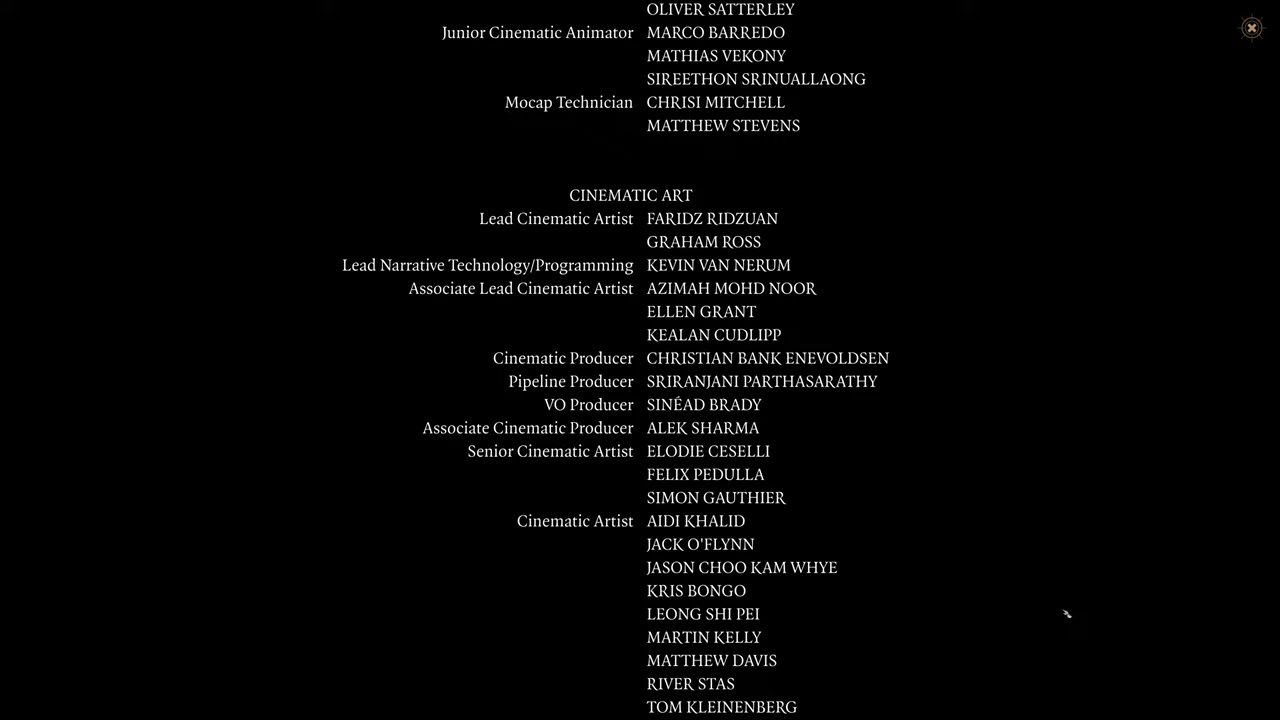 OLIVER SATTERLEY
Junior Cinematic Animator MARCO BARREDO
MATHIAS VEKONY
SIREETHON SRINUALLAONG
Mocap Technician CHRISI MITCHELL
MATTHEW STEVENS
CINEMATIC ART
Lead Cinematic Artist FARIDZ RIDZUAN
GRAHAM ROSS
Lead Narrative Technology/Programming KEVIN VAN NERUM
Associate Lead Cinematic Artist AZIMAH MOHD NOOR
ELLEN GRANT
KEALAN CUDLIPP
Cinematic Producer CHRISTIAN BANK ENEVOLDSEN
Pipeline Producer SRIRANJANI PARTHASARATHY
VO Producer SINÉAD BRADY
Associate Cinematic Producer ALEK SHARMA
Senior Cinematic Artist ELODIE CESELLI
FELIX PEDULLA
SIMON GAUTHIER
Cinematic Artist AIDI KHALID
JACK O'FLYNN
JASON CHOO KAM WHYE
KRIS BONGO
LEONG SHI PEI
MARTIN KELLY
MATTHEW DAVIS
RIVER STAS
TOM KLEINENBERG